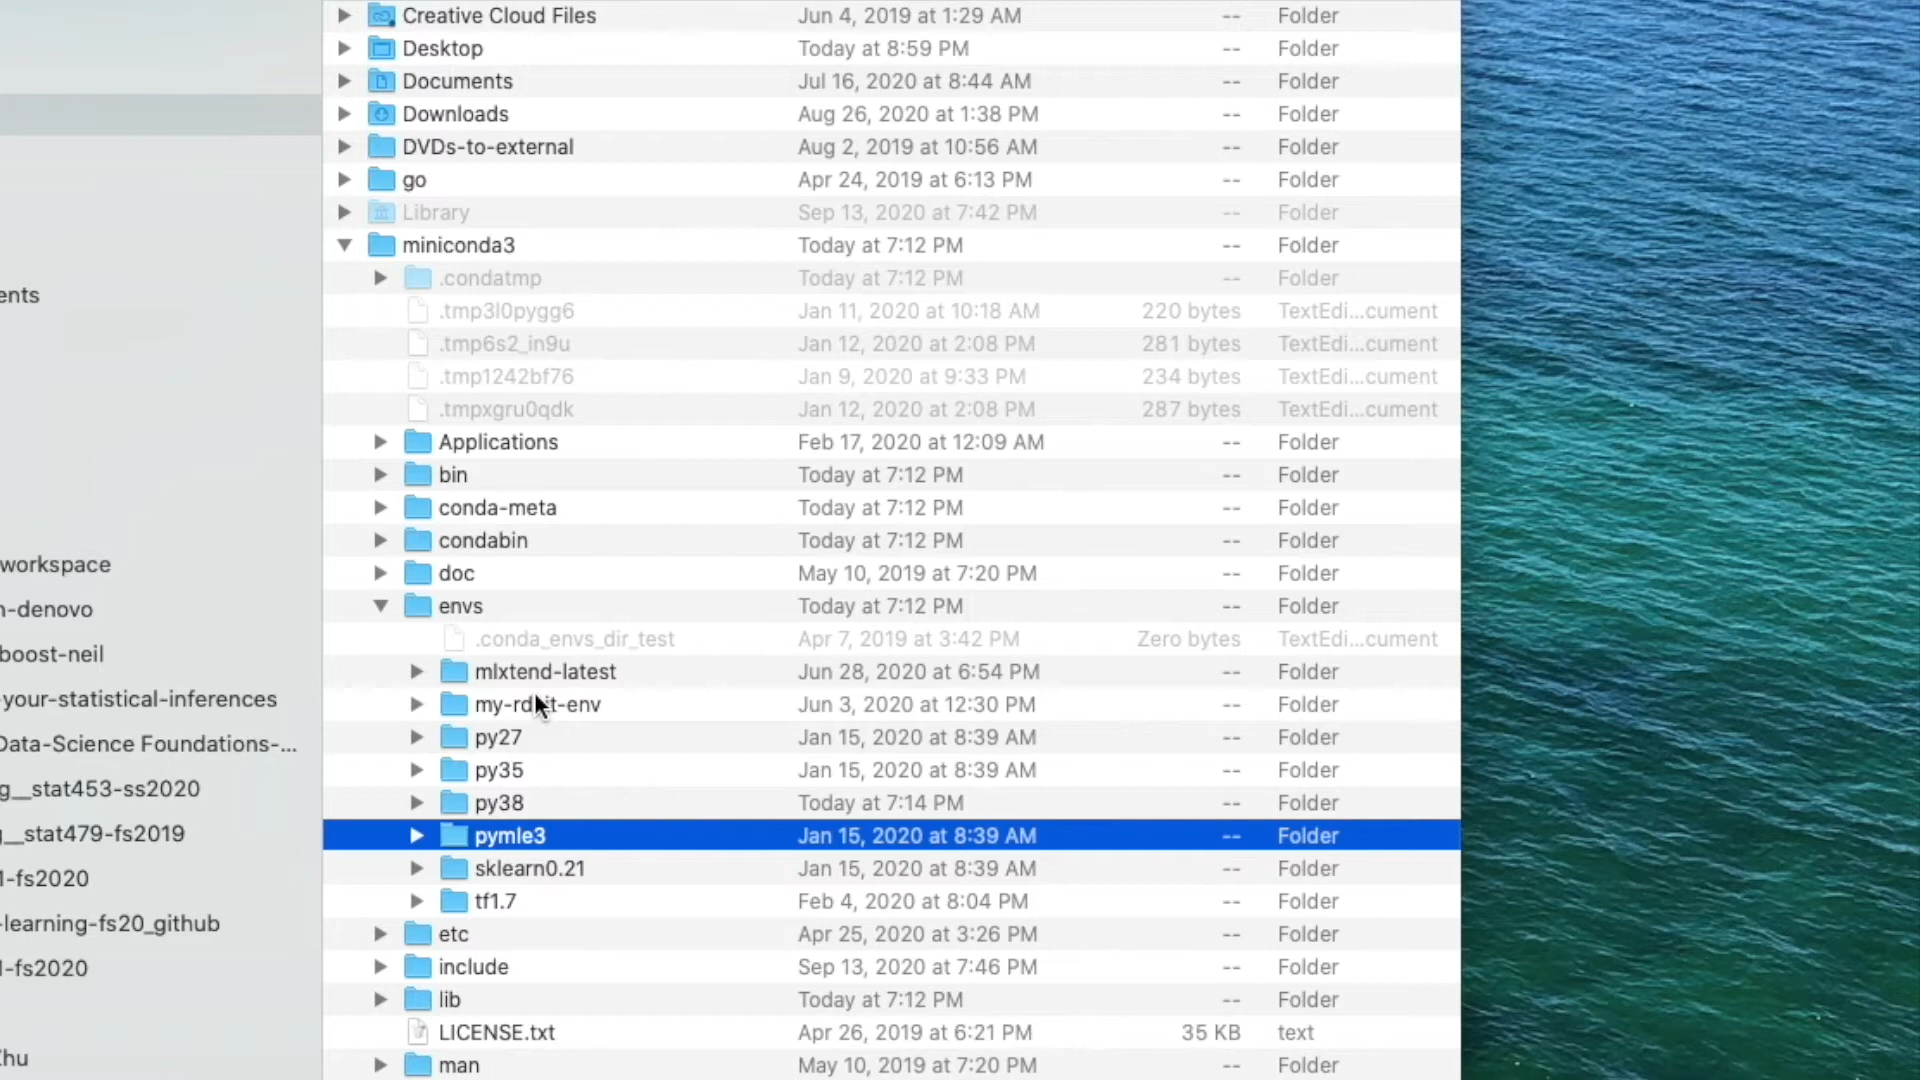 Creative Cloud Files Jun 4, 2019 at 1:29 AM -- Folder
Desktop Today at 8:59 PM -- Folder
Documents Jul 16, 2020 at 8:44 AM -- Folder
Downloads Aug 26, 2020 at 1:38 PM -- Folder
DVDs-to-external Aug 2, 2019 at 10:56 AM -- Folder
go Apr 24, 2019 at 6:13 PM -- Folder
Library Sep 13, 2020 at 7:42 PM -- Folder
miniconda3 Today at 7:12 PM -- Folder
.condatmp Today at 7:12 PM -- Folder
ents
.tmp3l0pygg6 Jan 11, 2020 at 10:18 AM 220 bytes TextEdi...cument
.tmp6s2_in9u Jan 12, 2020 at 2:08 PM 281 bytes TextEdi...cument
.tmp1242bf76 Jan 9, 2020 at 9:33 PM 234 bytes TextEdi...cument
.tmpxgru0qdk Jan 12, 2020 at 2:08 PM 287 bytes TextEdi...cument
Applications Feb 17, 2020 at 12:09 AM -- Folder
bin Today at 7:12 PM -- Folder
conda-meta Today at 7:12 PM -- Folder
condabin Today at 7:12 PM -- Folder
workspace
doc May 10, 2019 at 7:20 PM -- Folder
envs Today at 7:12 PM -- Folder
n-denovo
.conda_envs_dir_test Apr 7, 2019 at 3:42 PM Zero bytes TextEdi...cument
boost-neil
mlxtend-latest Jun 28, 2020 at 6:54 PM -- Folder
-your-statistical-inferences
my-rdkit-env Jun 3, 2020 at 12:30 PM -- Folder
py27 Jan 15, 2020 at 8:39 AM -- Folder
Data-Science Foundations-...
py35 Jan 15, 2020 at 8:39 AM -- Folder
g__stat453-ss2020
py38 Today at 7:14 PM -- Folder
g__stat479-fs2019
pymle3 Jan 15, 2020 at 8:39 AM -- Folder
sklearn0.21 Jan 15, 2020 at 8:39 AM -- Folder
1-fs2020
tf1.7 Feb 4, 2020 at 8:04 PM -- Folder
-learning-fs20_github
etc Apr 25, 2020 at 3:26 PM -- Folder
include Sep 13, 2020 at 7:46 PM -- Folder
l-fs2020
lib Today at 7:12 PM -- Folder
LICENSE.txt Apr 26, 2019 at 6:21 PM 35 KB text
Zhu
man May 10, 2019 at 7:20 PM -- Folder